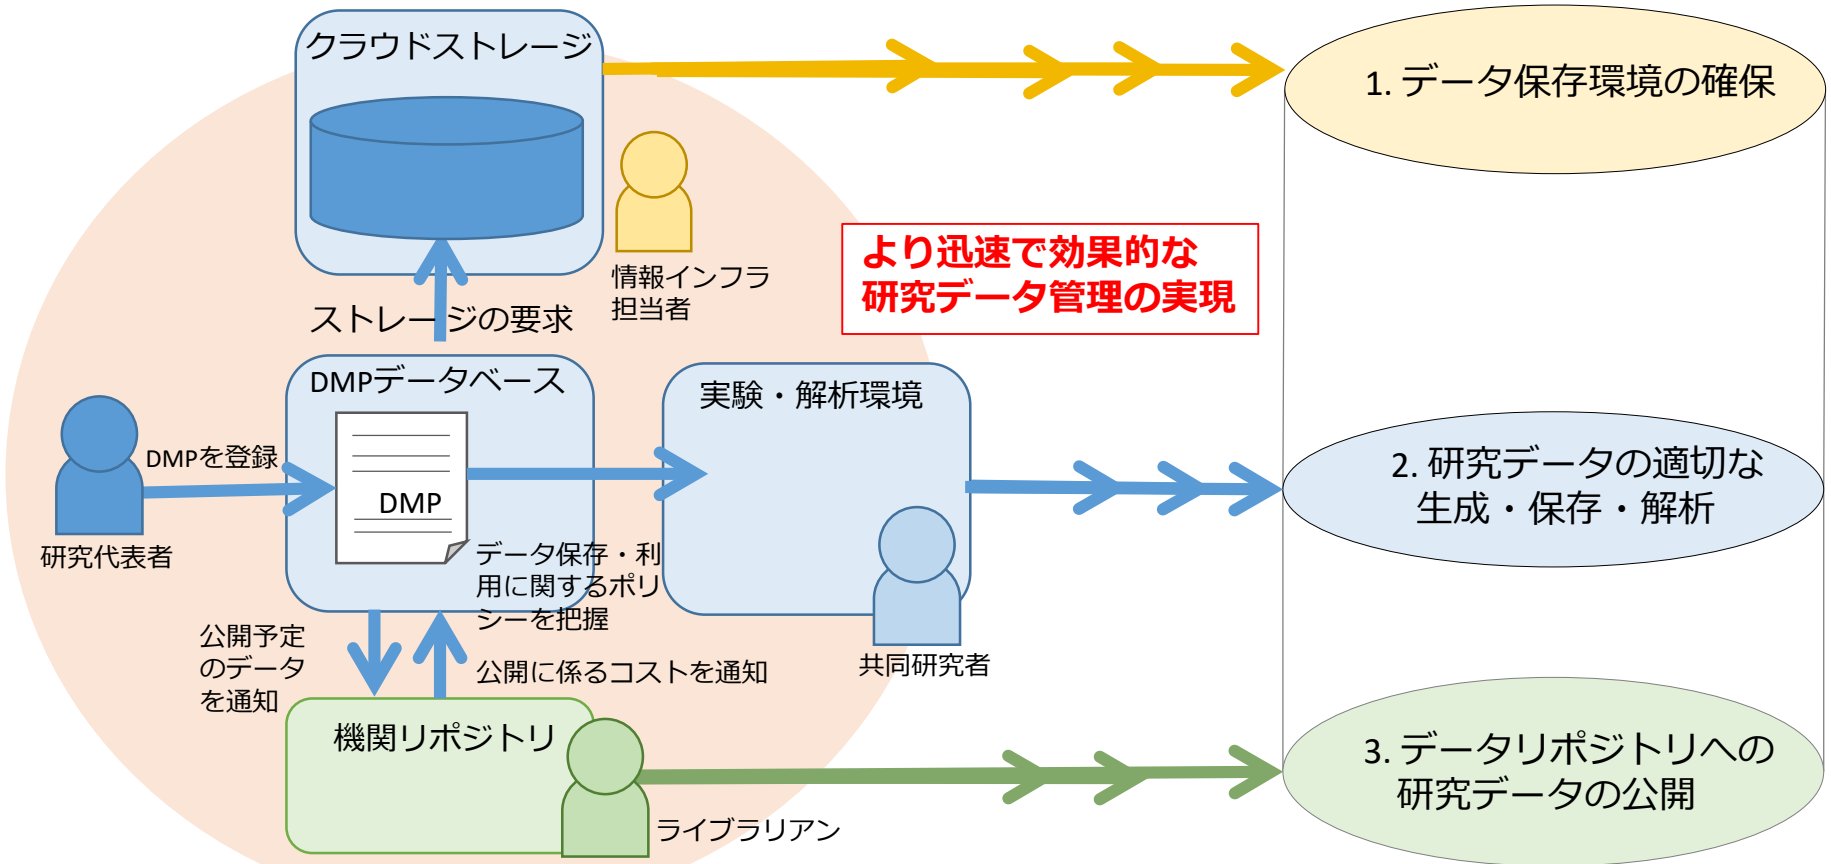 クラウドストレージ
1. データ保存環境の確保
情報インフラ
担当者
より迅速で効果的な
研究データ管理の実現
ストレージの要求
DMPデータベース
実験・解析環境
DMPを登録
DMP
研究代表者
2. 研究データの適切な
生成・保存・解析
データ保存・利
用に関するポリ
シーを把握
公開予定
のデータ
を通知
公開に係るコストを通知
共同研究者
機関リポジトリ
ライブラリアン
3. データリポジトリへの
研究データの公開